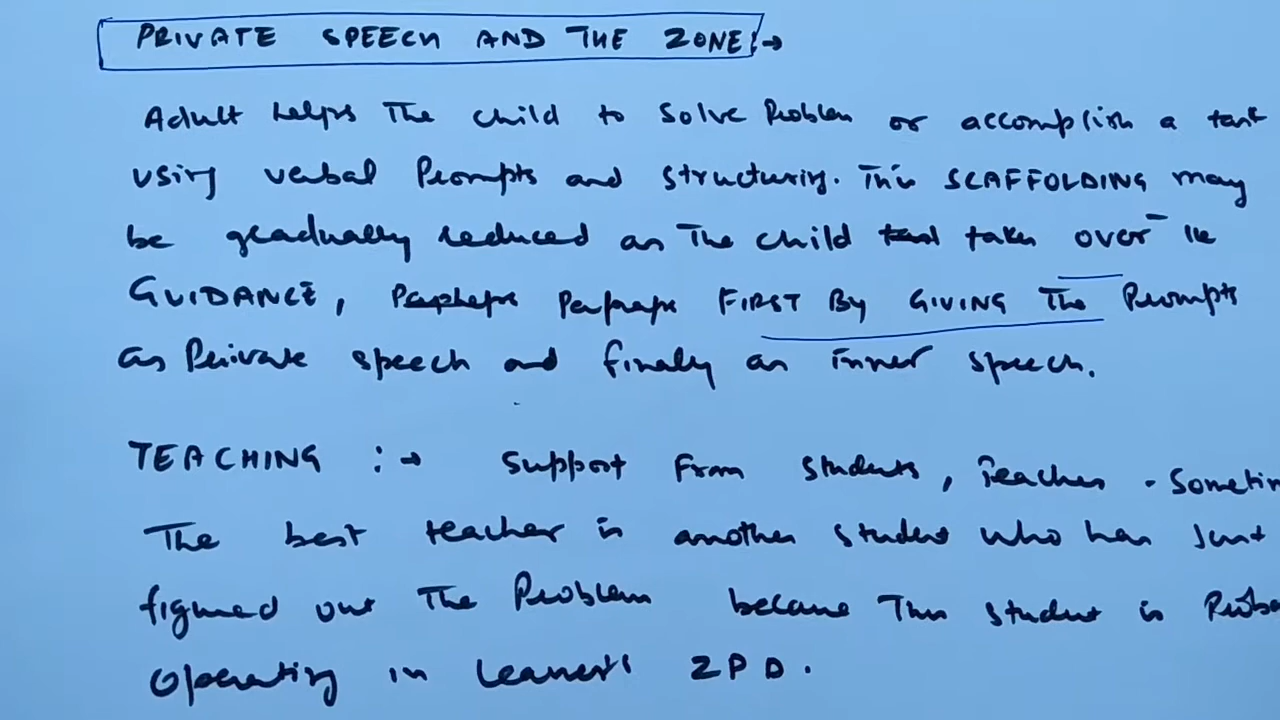 PRIVATE SPEECH AND THE ZONE :→
Adult helps The child to solve Problem or accomplish a task
using verbal Prompts and structuring. This SCAFFOLDING may
be gradually reduced as The child takes over the
GUIDANCE, Perhaps FIRST BY GIVING The Prompts
as Private speech and finally as inner speech.
TEACHING :→ Support From students, Teacher. Sometim
The best teacher is another student who has Just
figured out The Problem because This student is Proba
operating in Learner's ZPD.